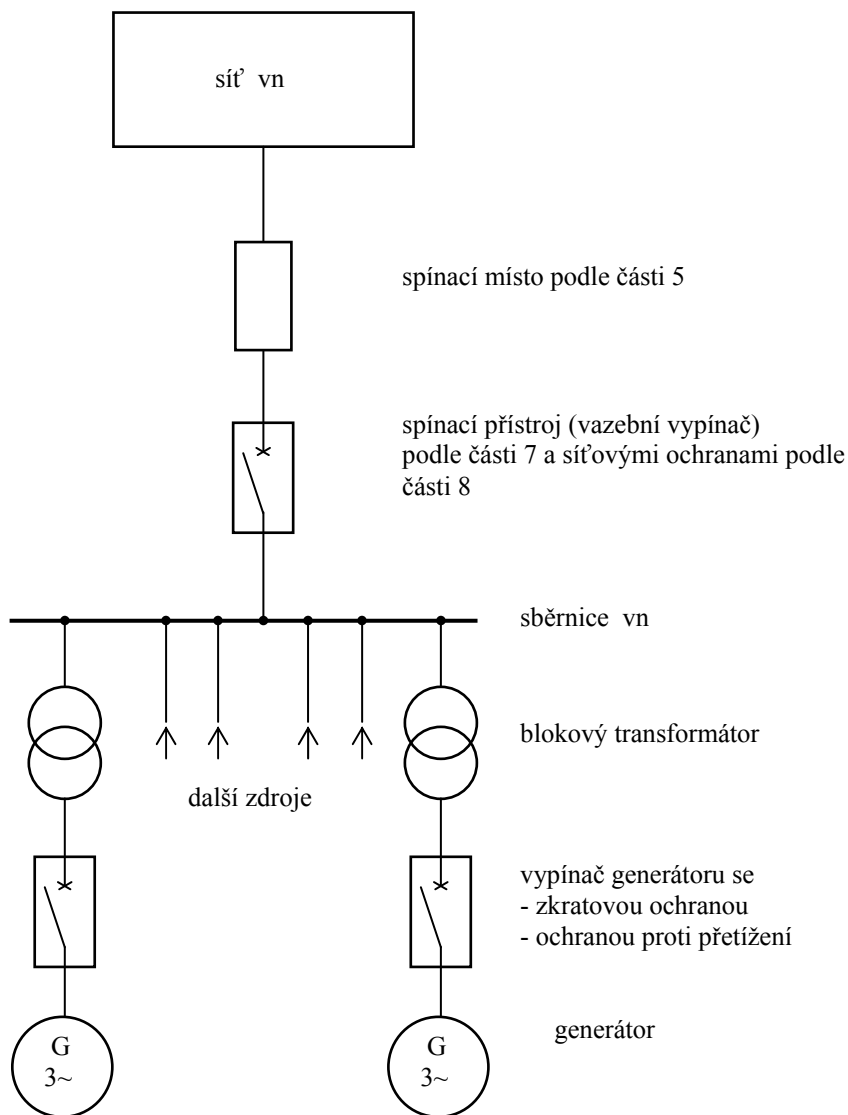 síť vn
spínací místo podle části 5
spínací přístroj (vazební vypínač)
podle části 7 a síťovými ochranami podle
části 8
sběrnice vn
blokový transformátor
další zdroje
vypínač generátoru se
- zkratovou ochranou
- ochranou proti přetížení
generátor
G
3~
G
3~